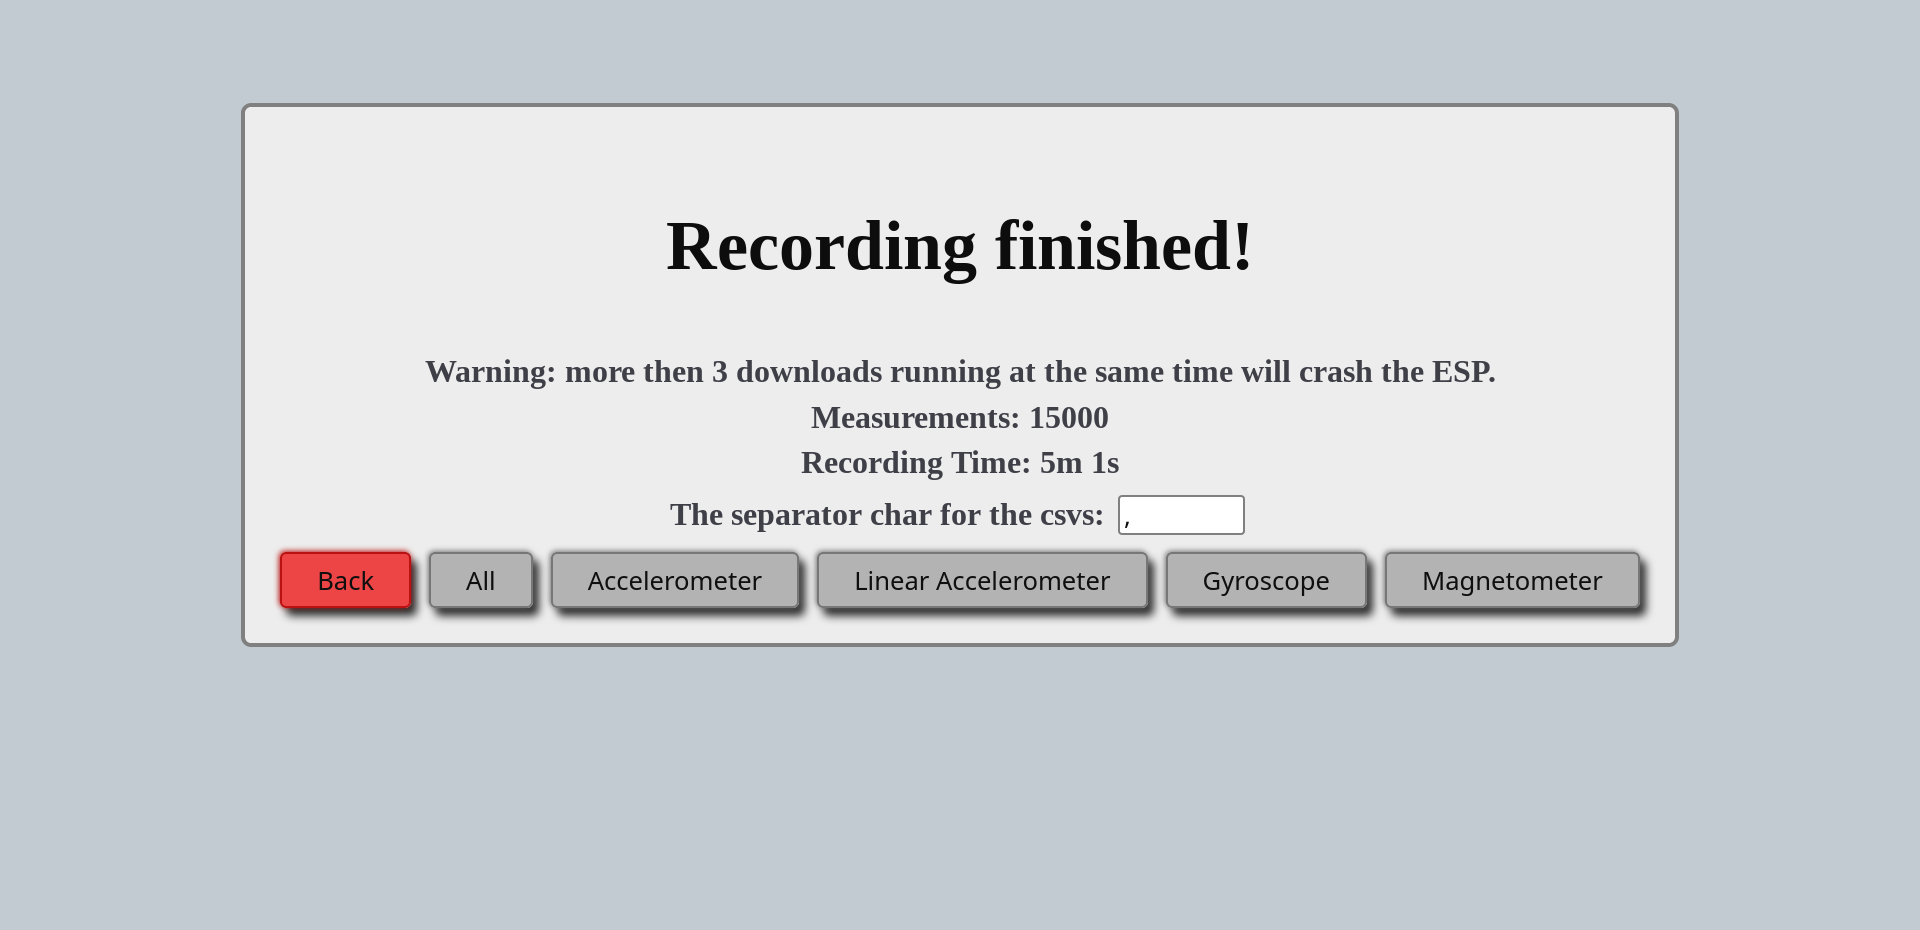 Recording finished!
Warning: more then 3 downloads running at the same time will crash the ESP.
Measurements: 15000
Recording Time: 5m 1s
The separator char for the csvs: ,
Back All Accelerometer Linear Accelerometer Gyroscope Magnetometer